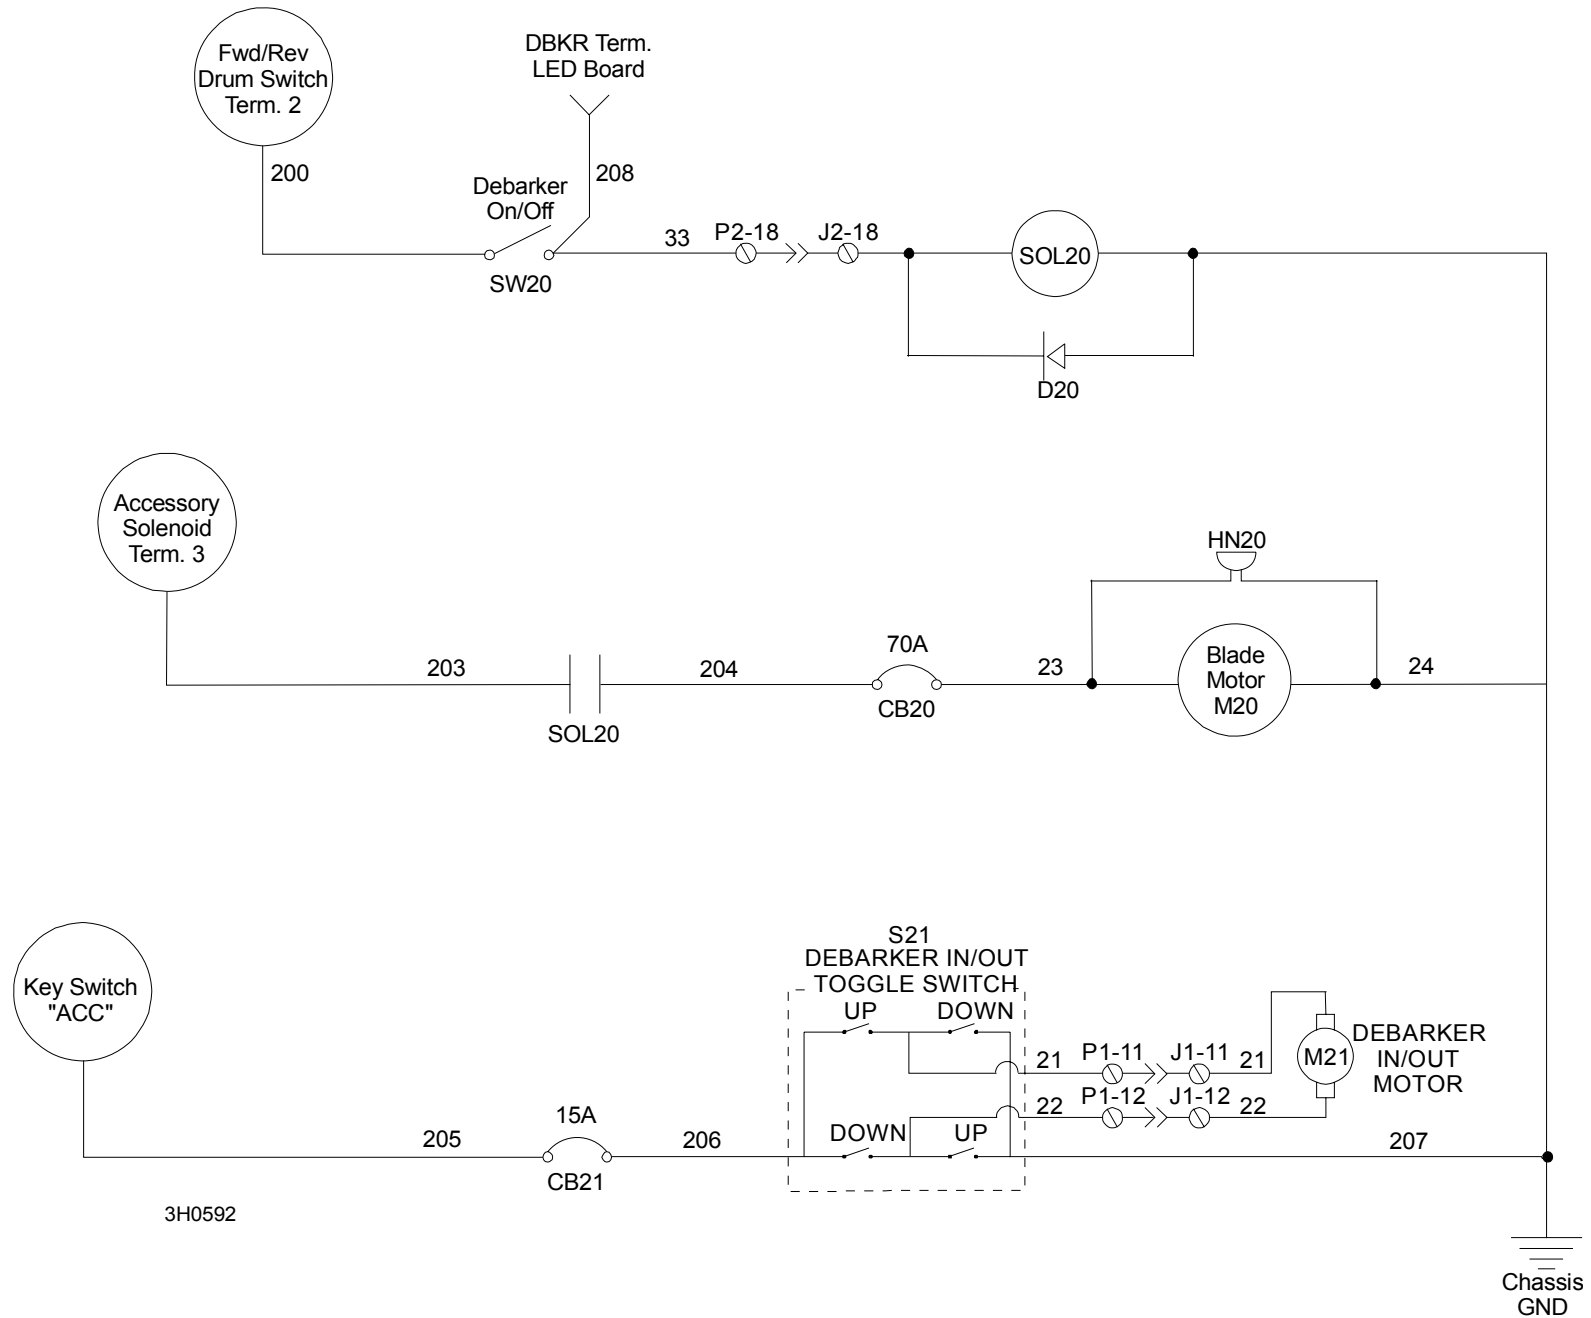 Fwd/Rev
Drum Switch
Term. 2
DBKR Term.
LED Board
200
208
Debarker
On/Off
SW20
33
P2-18
J2-18
SOL20
D20
Accessory
Solenoid
Term. 3
203
SOL20
204
70A
CB20
23
HN20
Blade
Motor
M20
24
Key Switch
"ACC"
205
15A
CB21
206
S21
DEBARKER IN/OUT
TOGGLE SWITCH
UP
DOWN
DOWN
UP
21
P1-11
J1-11
21
22
P1-12
J1-12
22
M21
DEBARKER
IN/OUT
MOTOR
207
3H0592
Chassis
GND